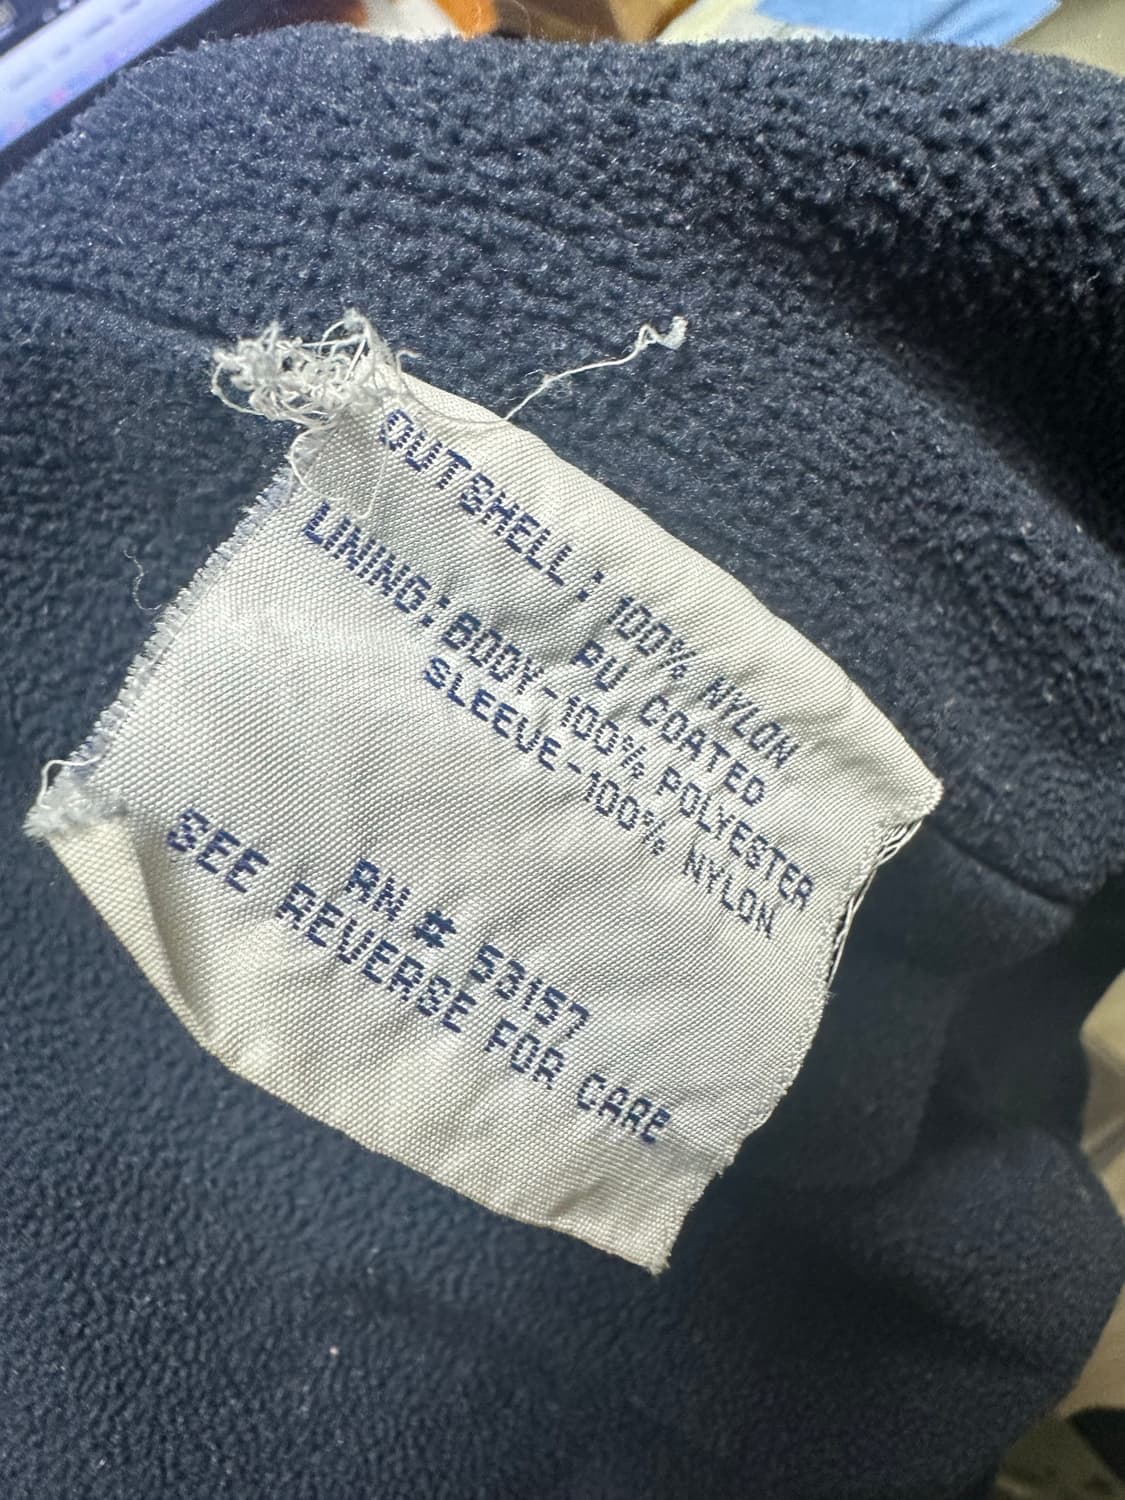 OUTSHELL: 100% NYLON
PU COATED
LINING: BODY-100% POLYESTER
SLEEVE-100% NYLON
RN # 53157
SEE REVERSE FOR CARE